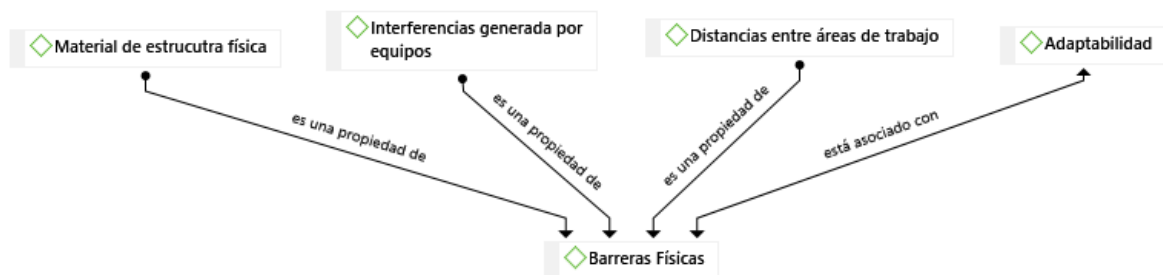 Material de estrucutra física
Interferencias generada por
equipos
Distancias entre áreas de trabajo
Adaptabilidad
es una propiedad de
es una propiedad de
es una propiedad de
está asociado con
Barreras Físicas